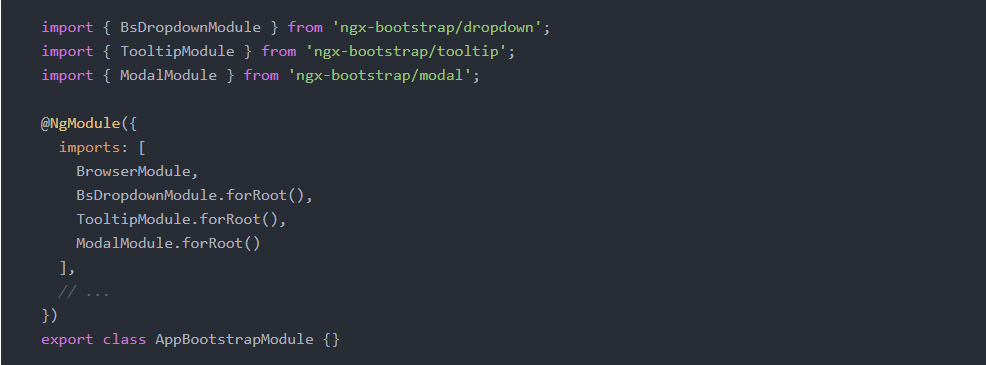 import { BsDropdownModule } from 'ngx-bootstrap/dropdown';
import { TooltipModule } from 'ngx-bootstrap/tooltip';
import { ModalModule } from 'ngx-bootstrap/modal';

@NgModule({
  imports: [
    BrowserModule,
    BsDropdownModule.forRoot(),
    TooltipModule.forRoot(),
    ModalModule.forRoot()
  ],
  // ...
})
export class AppBootstrapModule {}